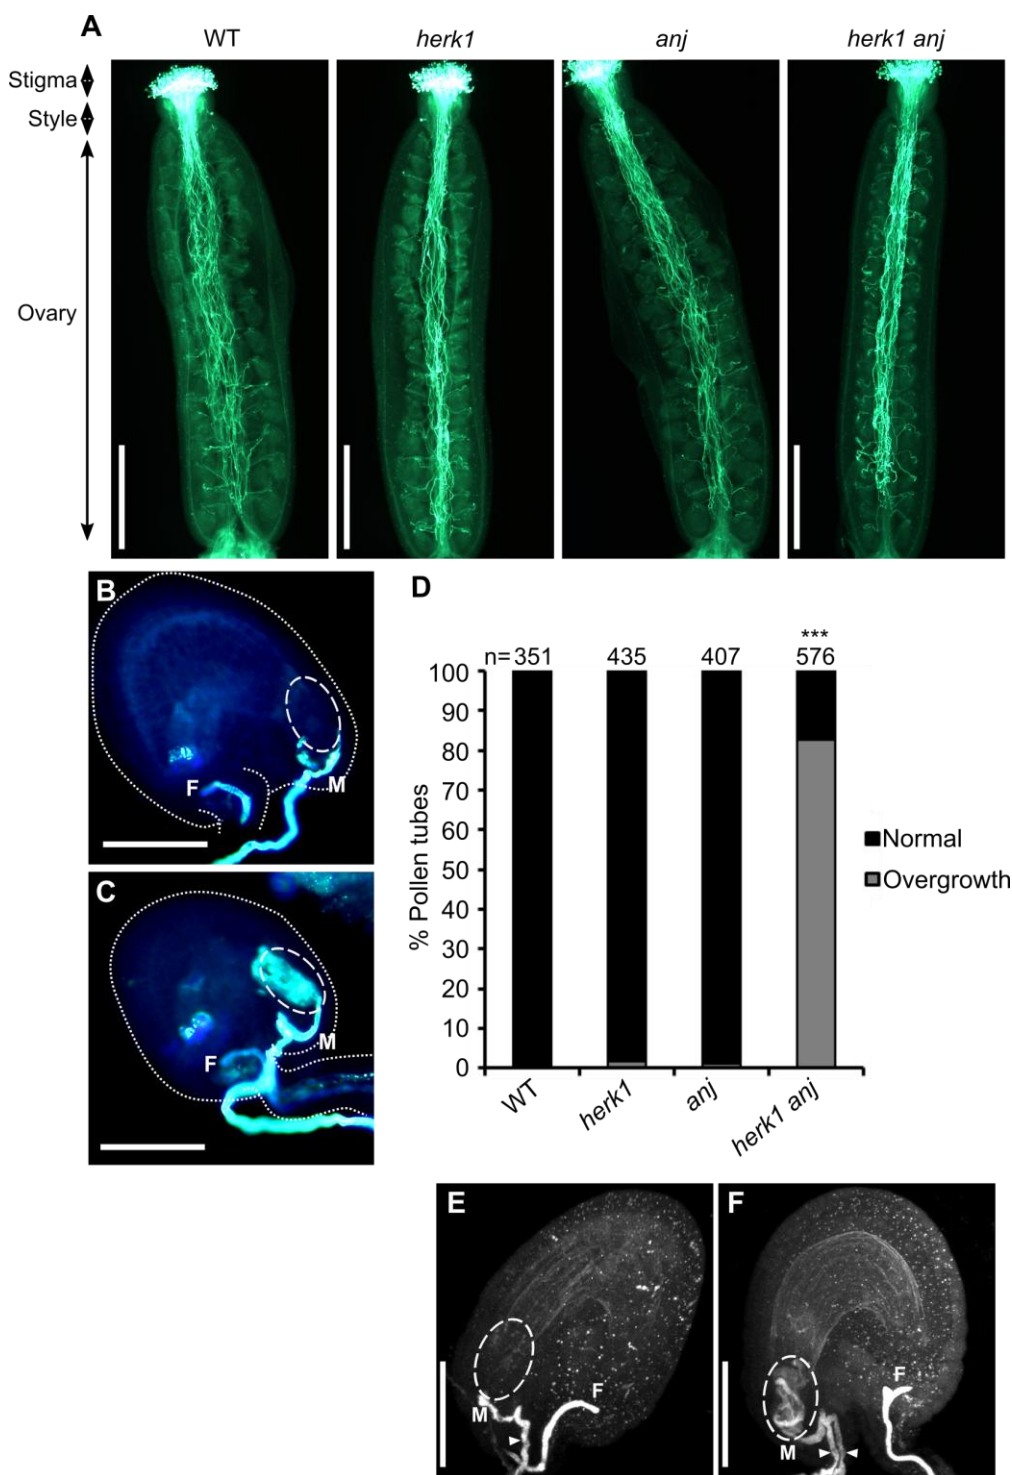 A
WT
herk1
anj
herk1 anj
Stigma
Style
Ovary
B
F
M
C
F
M
D
***
n= 351
435
407
576
% Pollen tubes
100
90
80
70
60
50
40
30
20
10
0
WT
herk1
anj
herk1 anj
Normal
Overgrowth
E
M
F
F
M
F